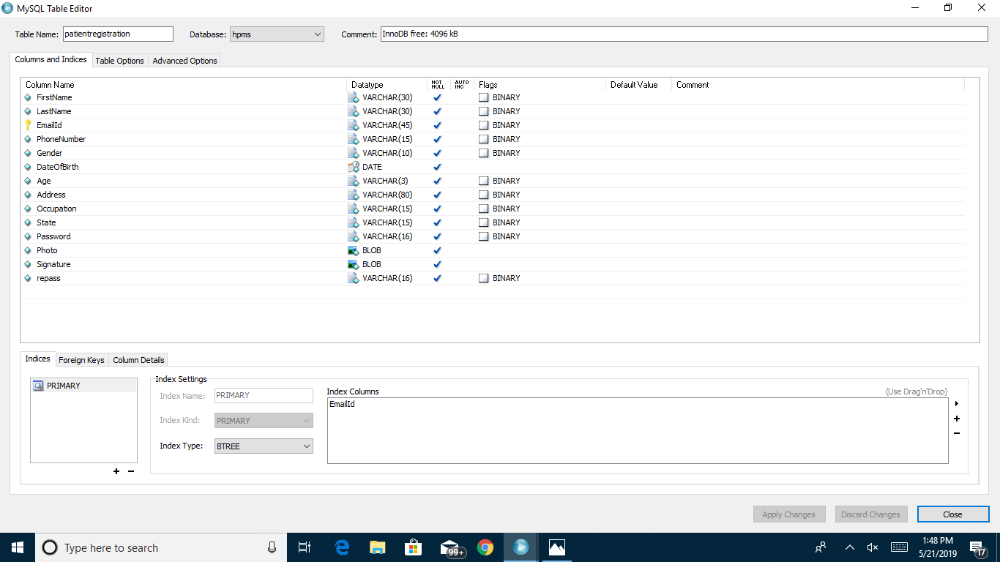 MySQL Table Editor
Table Name: patientregistration Database: hpms Comment: InnoDB free: 4096 kB
Columns and Indices Table Options Advanced Options
Column Name Datatype NOT NULL AUTO INC Flags Default Value Comment
FirstName VARCHAR(30) BINARY
LastName VARCHAR(30) BINARY
EmailId VARCHAR(45) BINARY
PhoneNumber VARCHAR(15) BINARY
Gender VARCHAR(10) BINARY
DateOfBirth DATE
Age VARCHAR(3) BINARY
Address VARCHAR(80) BINARY
Occupation VARCHAR(15) BINARY
State VARCHAR(15) BINARY
Password VARCHAR(16) BINARY
Photo BLOB
Signature BLOB
repass VARCHAR(16) BINARY
Indices Foreign Keys Column Details
PRIMARY
Index Settings
Index Name: PRIMARY
Index Kind: PRIMARY
Index Type: BTREE
Index Columns (Use Drag'n'Drop)
EmailId
Apply Changes Discard Changes Close
Type here to search
99+
1:48 PM
5/21/2019
17